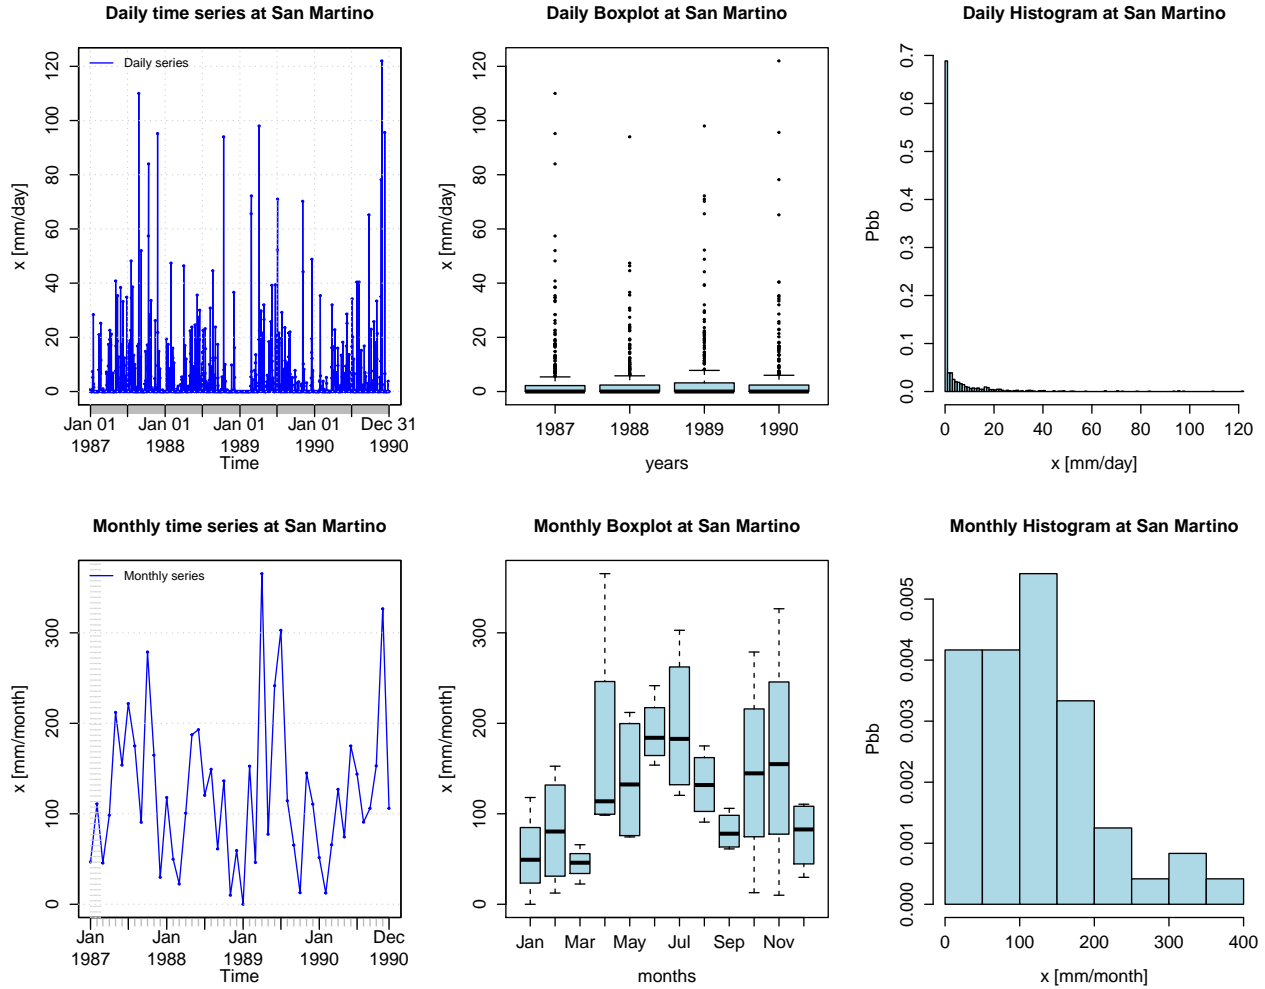 Daily time series at San Martino
Daily series
x [mm/day]
0 20 40 60 80 100 120
Jan 01 Jan 01 Jan 01 Jan 01 Dec 31
1987 1988 1989 1990 1990
Time
Daily Boxplot at San Martino
x [mm/day]
0 20 40 60 80 100 120
1987 1988 1989 1990
years
Daily Histogram at San Martino
Pbb
0.0 0.1 0.2 0.3 0.4 0.5 0.6 0.7
0 20 40 60 80 100 120
x [mm/day]
Monthly time series at San Martino
Monthly series
x [mm/month]
0 100 200 300
Jan Jan Jan Jan Dec
1987 1988 1989 1990 1990
Time
Monthly Boxplot at San Martino
x [mm/month]
0 100 200 300
Jan Mar May Jul Sep Nov
months
Monthly Histogram at San Martino
Pbb
0.000 0.001 0.002 0.003 0.004 0.005
0 100 200 300 400
x [mm/month]